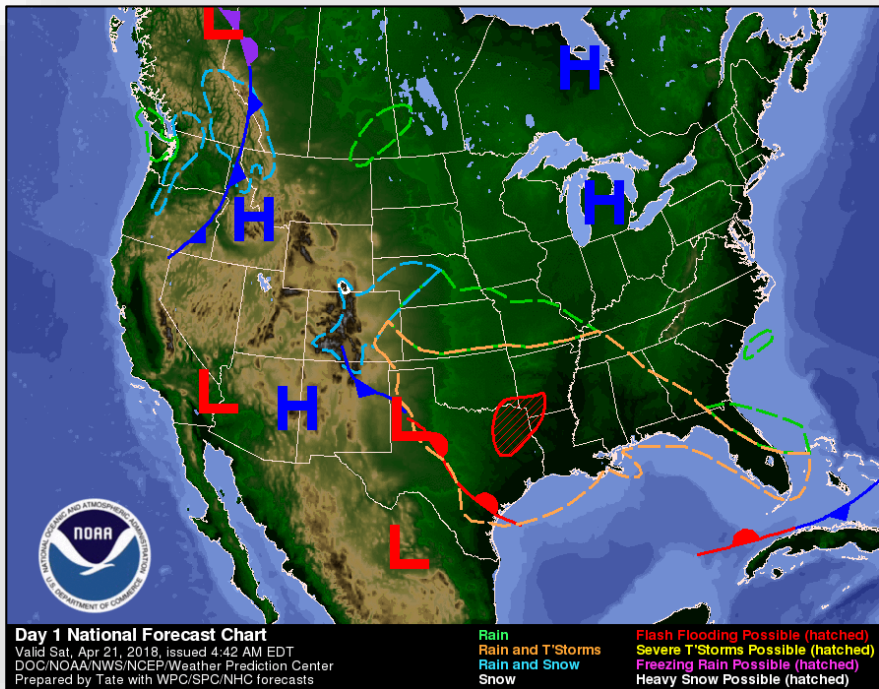 L
H
H
H
L
H
L
L
NATIONAL OCEANIC AND ATMOSPHERIC ADMINISTRATION
NOAA
U.S. DEPARTMENT OF COMMERCE
Day 1 National Forecast Chart
Valid Sat, Apr 21, 2018, issued 4:42 AM EDT
DOC/NOAA/NWS/NCEP/Weather Prediction Center
Prepared by Tate with WPC/SPC/NHC forecasts
Rain
Rain and T'Storms
Rain and Snow
Snow
Flash Flooding Possible (hatched)
Severe T'Storms Possible (hatched)
Freezing Rain Possible (hatched)
Heavy Snow Possible (hatched)